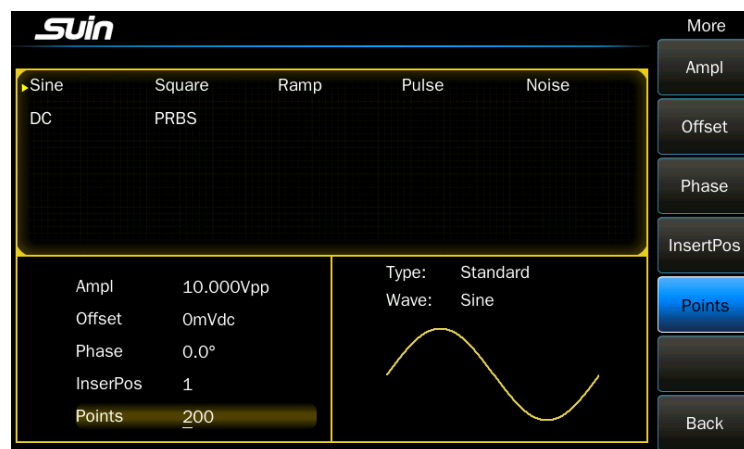 SUin
More
Sine Square Ramp Pulse Noise
DC PRBS
Ampl 10.000Vpp
Offset 0mVdc
Phase 0.0°
InserPos 1
Points 200
Type: Standard
Wave: Sine
Ampl
Offset
Phase
InsertPos
Points
Back